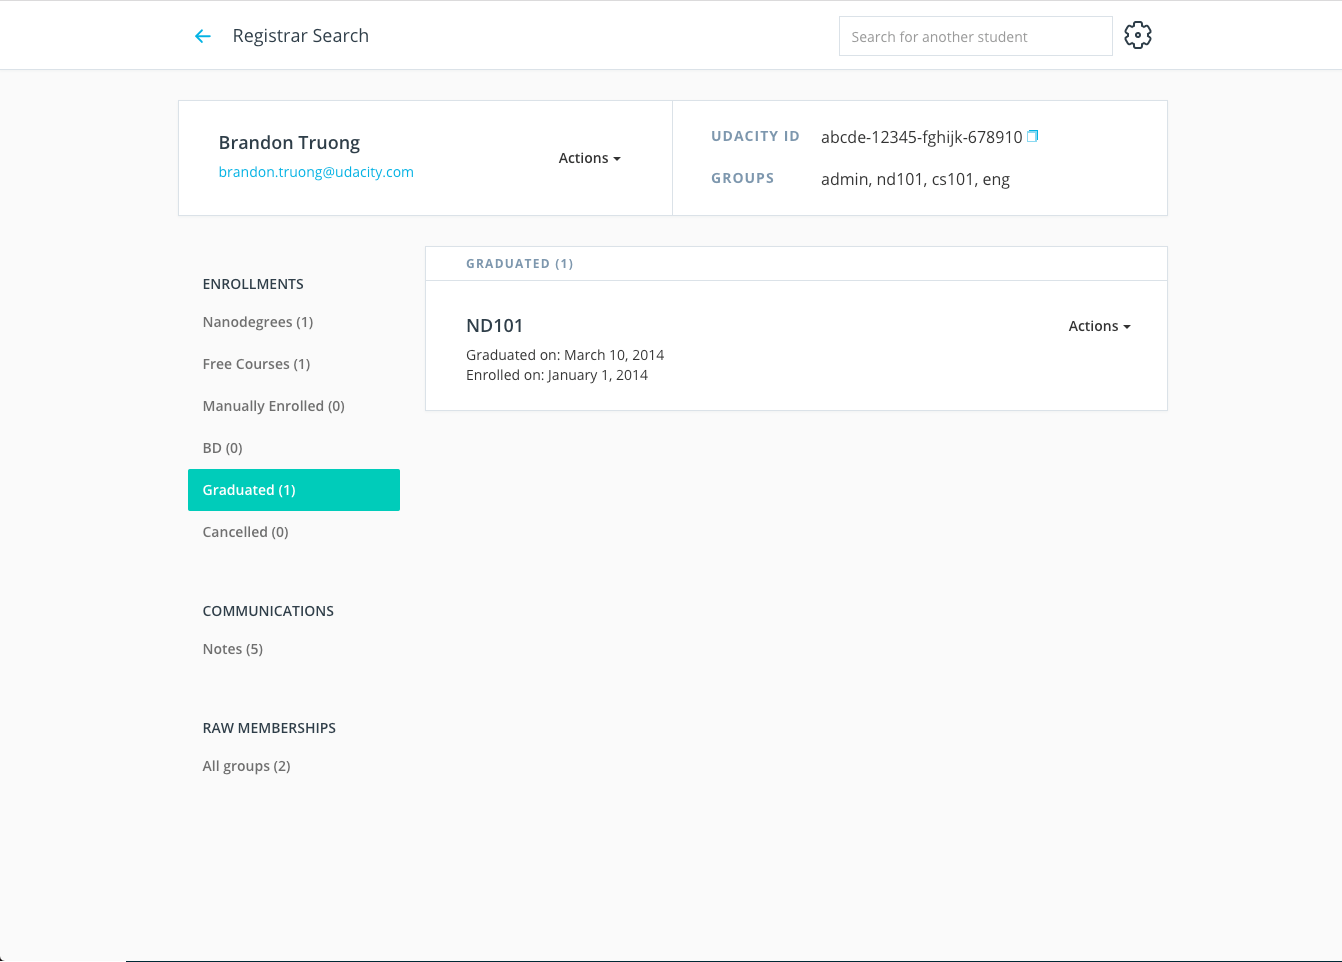 Registrar Search
Search for another student
Brandon Truong
brandon.truong@udacity.com
Actions
UDACITY ID abcde-12345-fghijk-678910
GROUPS admin, nd101, cs101, eng
ENROLLMENTS
Nanodegrees (1)
Free Courses (1)
Manually Enrolled (0)
BD (0)
Graduated (1)
Cancelled (0)
COMMUNICATIONS
Notes (5)
RAW MEMBERSHIPS
All groups (2)
GRADUATED (1)
ND101
Actions
Graduated on: March 10, 2014
Enrolled on: January 1, 2014